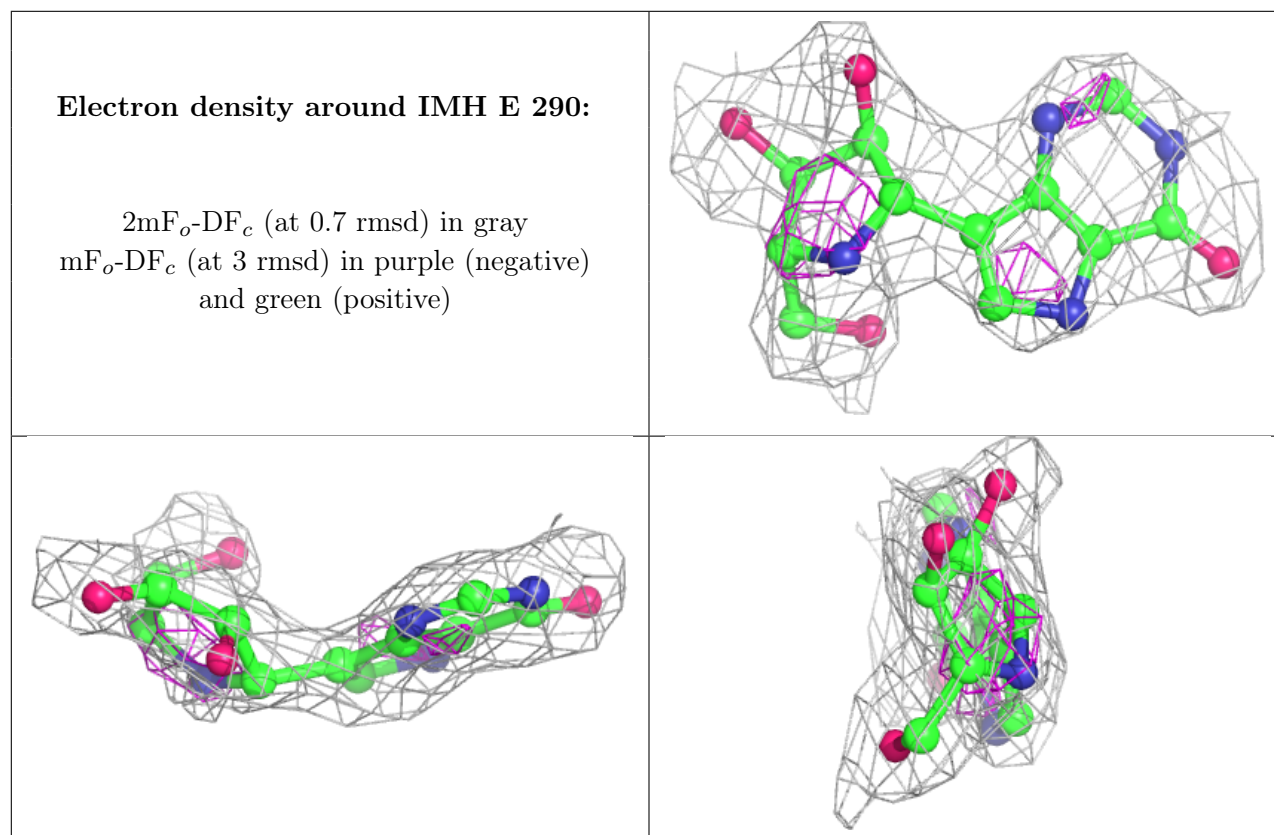 Electron density around IMH E 290:
2mFₒ-DF𝒸 (at 0.7 rmsd) in gray
mFₒ-DF𝒸 (at 3 rmsd) in purple (negative)
and green (positive)